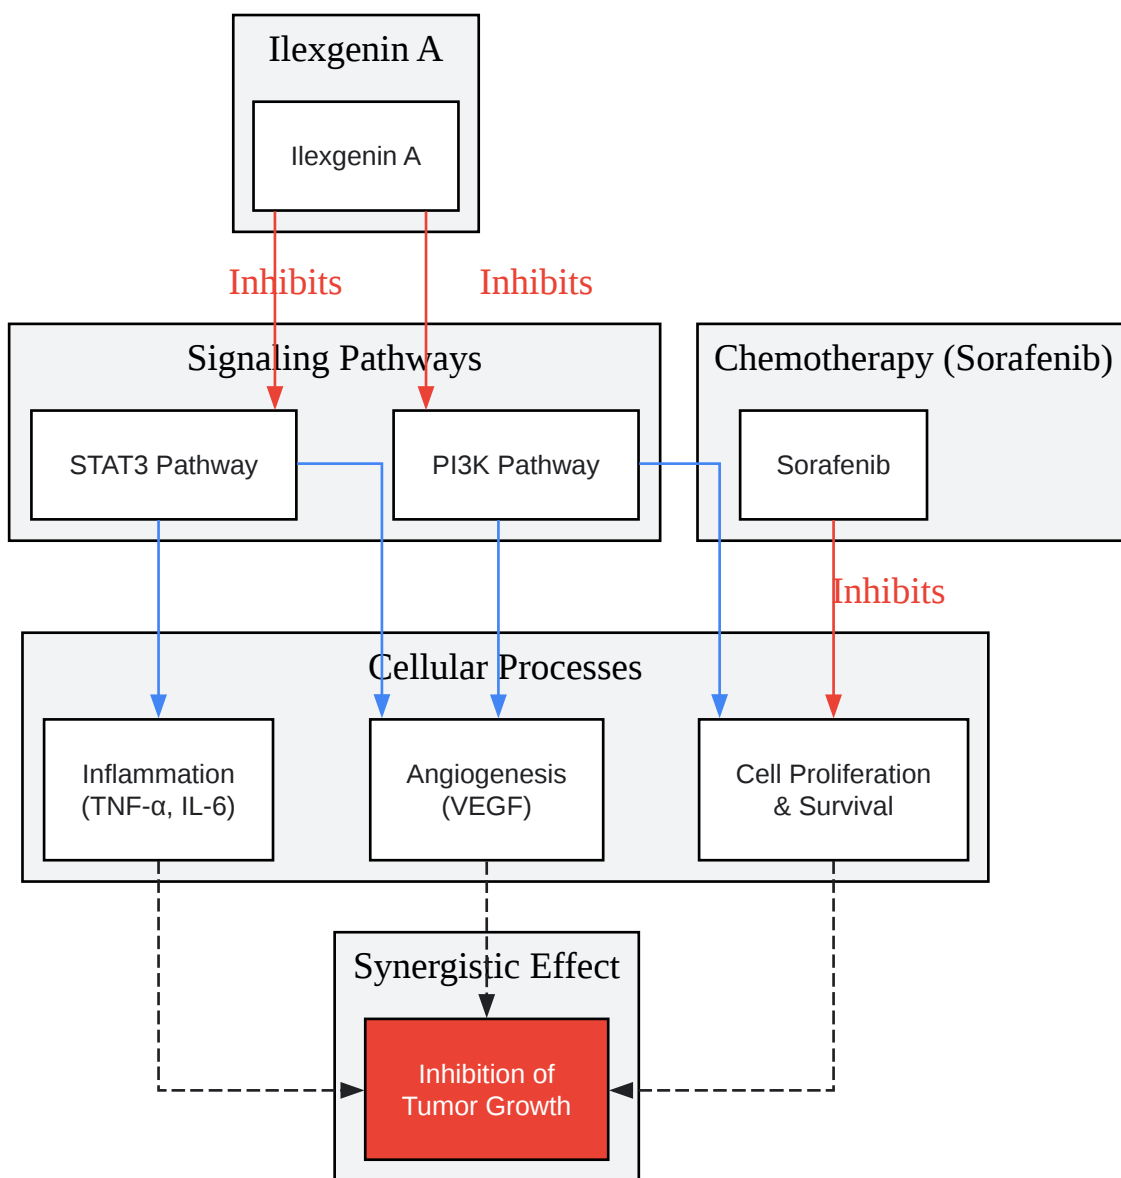 Ilexgenin A
Ilexgenin A
Inhibits
Inhibits
Signaling Pathways
Chemotherapy (Sorafenib)
STAT3 Pathway
PI3K Pathway
Sorafenib
Inhibits
Cellular Processes
Inflammation
(TNF-α, IL-6)
Angiogenesis
(VEGF)
Cell Proliferation
& Survival
Synergistic Effect
Inhibition of
Tumor Growth